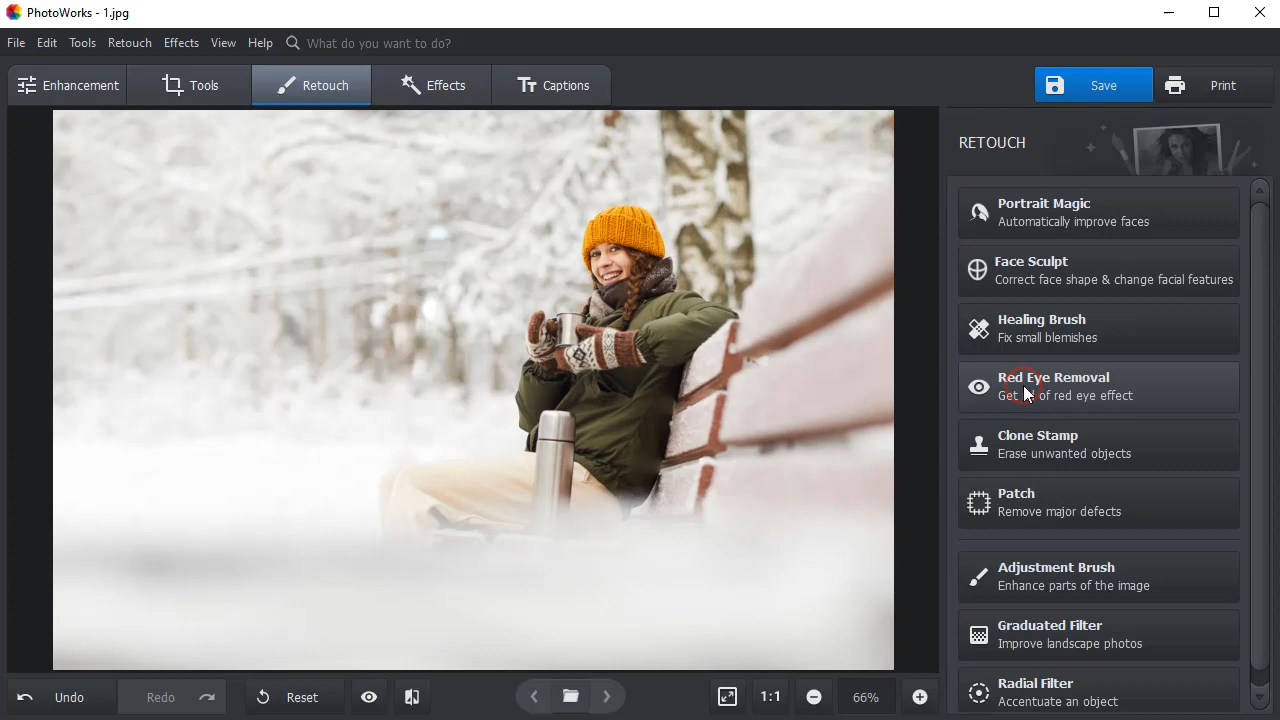 PhotoWorks - 1.jpg
File Edit Tools Retouch Effects View Help What do you want to do?
Enhancement Tools Retouch Effects Captions Save Print
RETOUCH
Portrait Magic
Automatically improve faces
Face Sculpt
Correct face shape & change facial features
Healing Brush
Fix small blemishes
Red Eye Removal
Get of red eye effect
Clone Stamp
Erase unwanted objects
Patch
Remove major defects
Adjustment Brush
Enhance parts of the image
Graduated Filter
Improve landscape photos
Radial Filter
Accentuate an object
Undo Redo Reset 1:1 66%